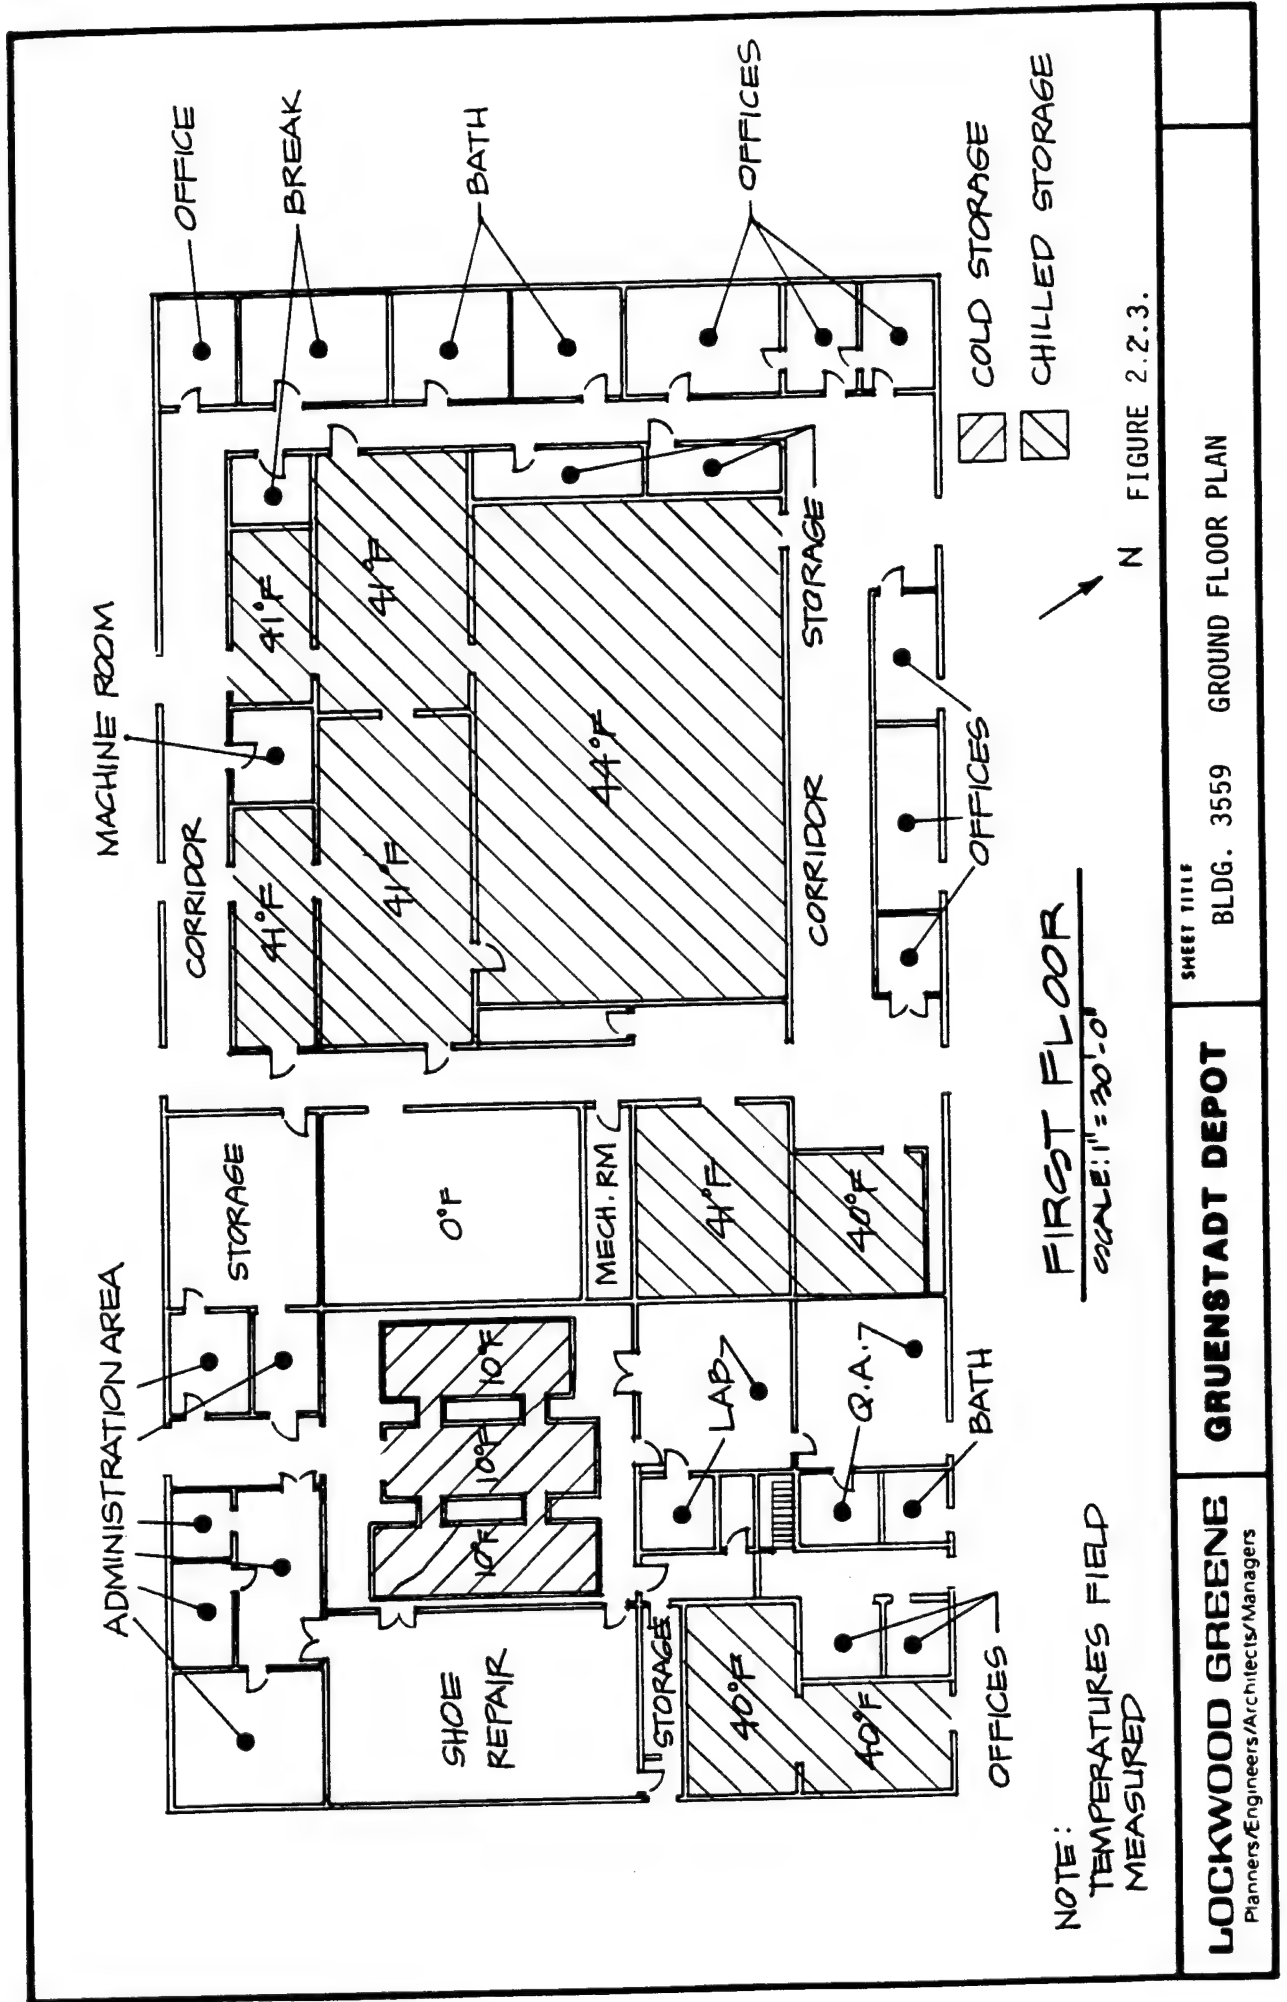 ADMINISTRATION AREA
MACHINE ROOM
OFFICE
BREAK
STORAGE
CORRIDOR
41°F
41°F
BATH
SHOE
REPAIR
10°F
10°F
10°F
0°F
41°F
41°F
MECH. RM
44°F
STORAGE
40°F
40°F
LAB
41°F
Q.A.
40°F
CORRIDOR
STORAGE
OFFICES
OFFICES
BATH
OFFICES
COLD STORAGE
CHILLED STORAGE
NOTE:
TEMPERATURES FIELD
MEASURED
FIRST FLOOR
SCALE: 1" = 30'-0"
N
FIGURE 2.2.3.
LOCKWOOD GREENE
Planners/Engineers/Architects/Managers
GRUENSTADT DEPOT
SHEET TITLE
BLDG. 3559 GROUND FLOOR PLAN